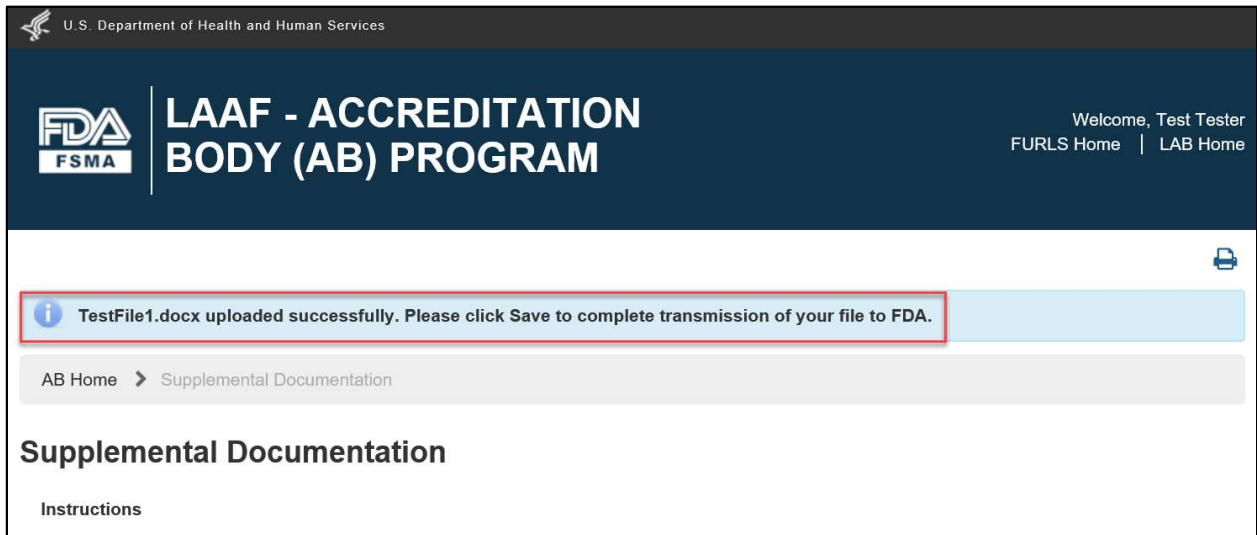 U.S. Department of Health and Human Services
FDA
FSMA
LAAF - ACCREDITATION
BODY (AB) PROGRAM
Welcome, Test Tester
FURLS Home | LAB Home
TestFile1.docx uploaded successfully. Please click Save to complete transmission of your file to FDA.
AB Home > Supplemental Documentation
Supplemental Documentation
Instructions